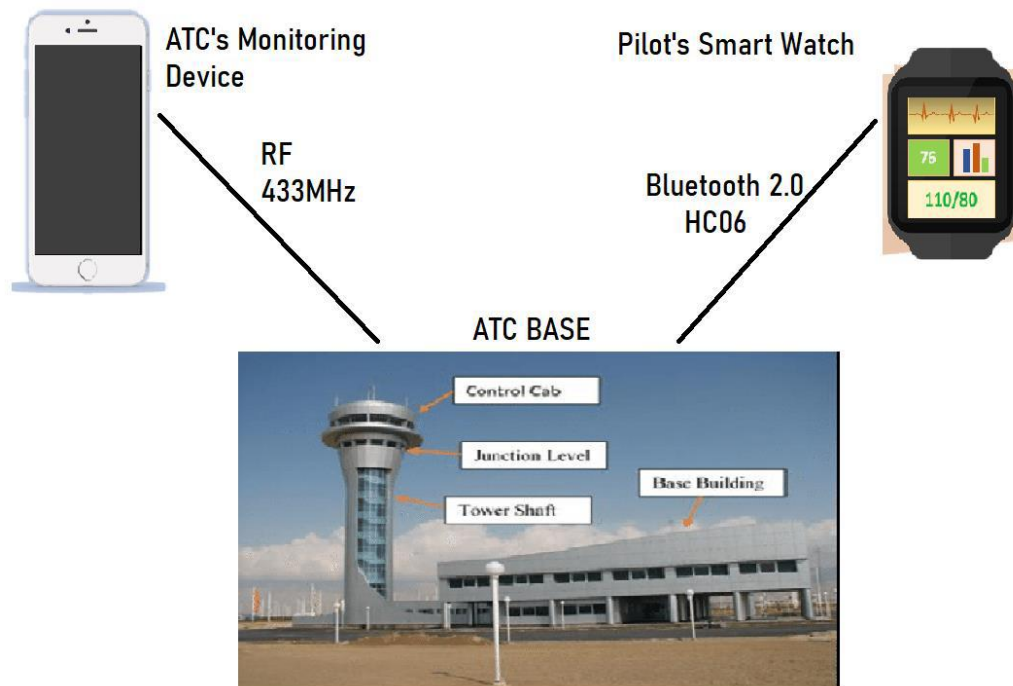 ATC's Monitoring
Device
Pilot's Smart Watch
RF
433MHz
Bluetooth 2.0
HC06
76
110/80
ATC BASE
Control Cab
Junction Level
Tower Shaft
Base Building